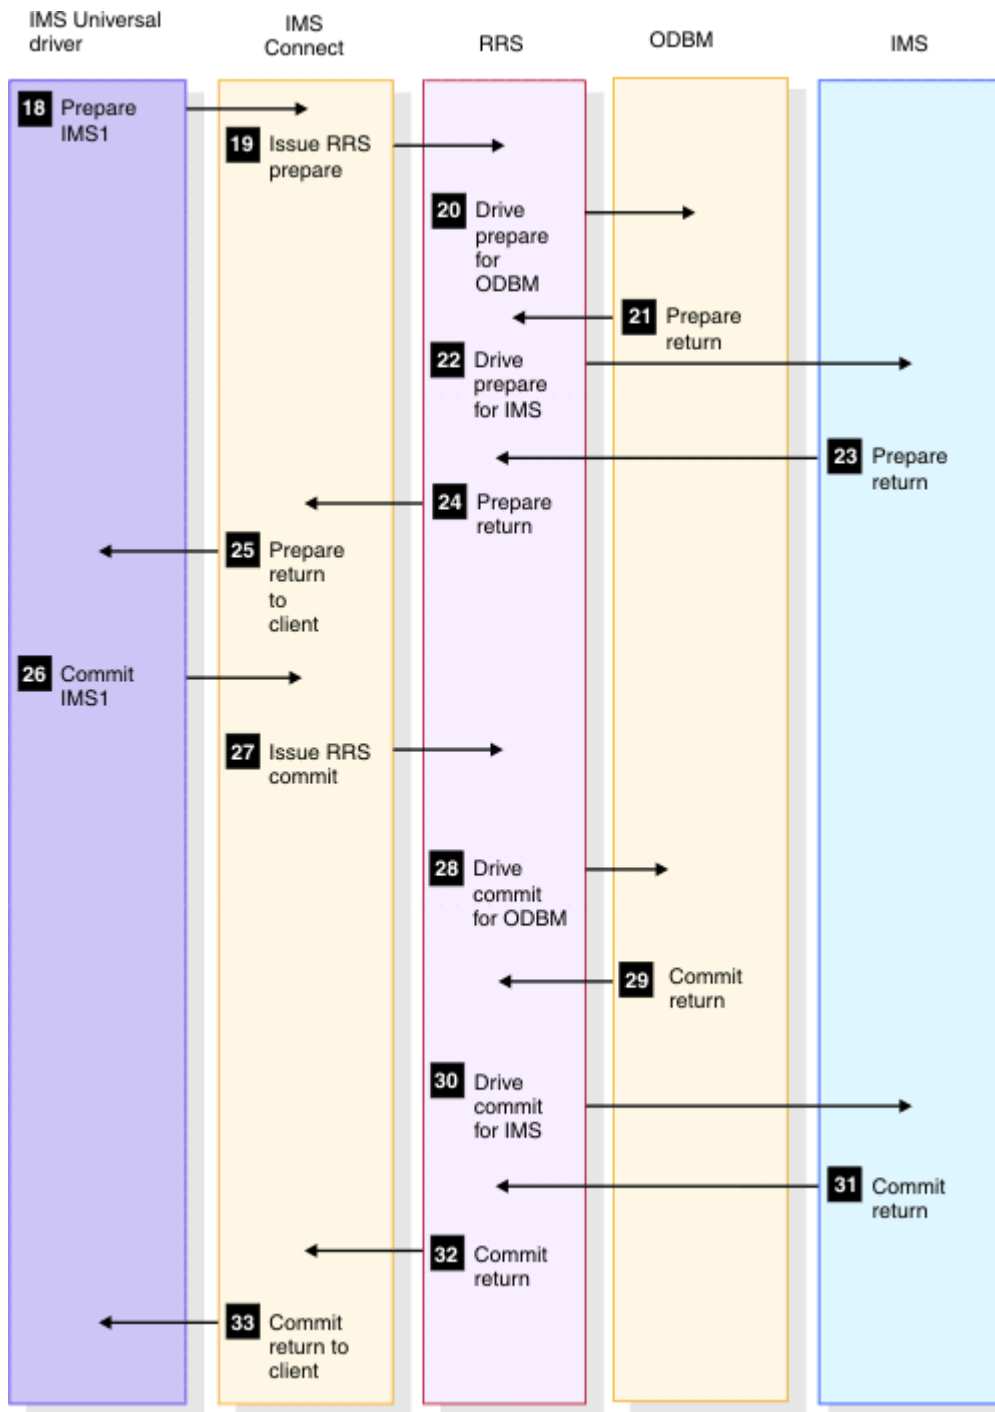 IMS Universal
driver
IMS
Connect
RRS
ODBM
IMS
18 Prepare
IMS1
19 Issue RRS
prepare
20 Drive
prepare
for
ODBM
21 Prepare
return
22 Drive
prepare
for IMS
23 Prepare
return
24 Prepare
return
25 Prepare
return
to
client
26 Commit
IMS1
27 Issue RRS
commit
28 Drive
commit
for ODBM
29 Commit
return
30 Drive
commit
for IMS
31 Commit
return
32 Commit
return
33 Commit
return to
client